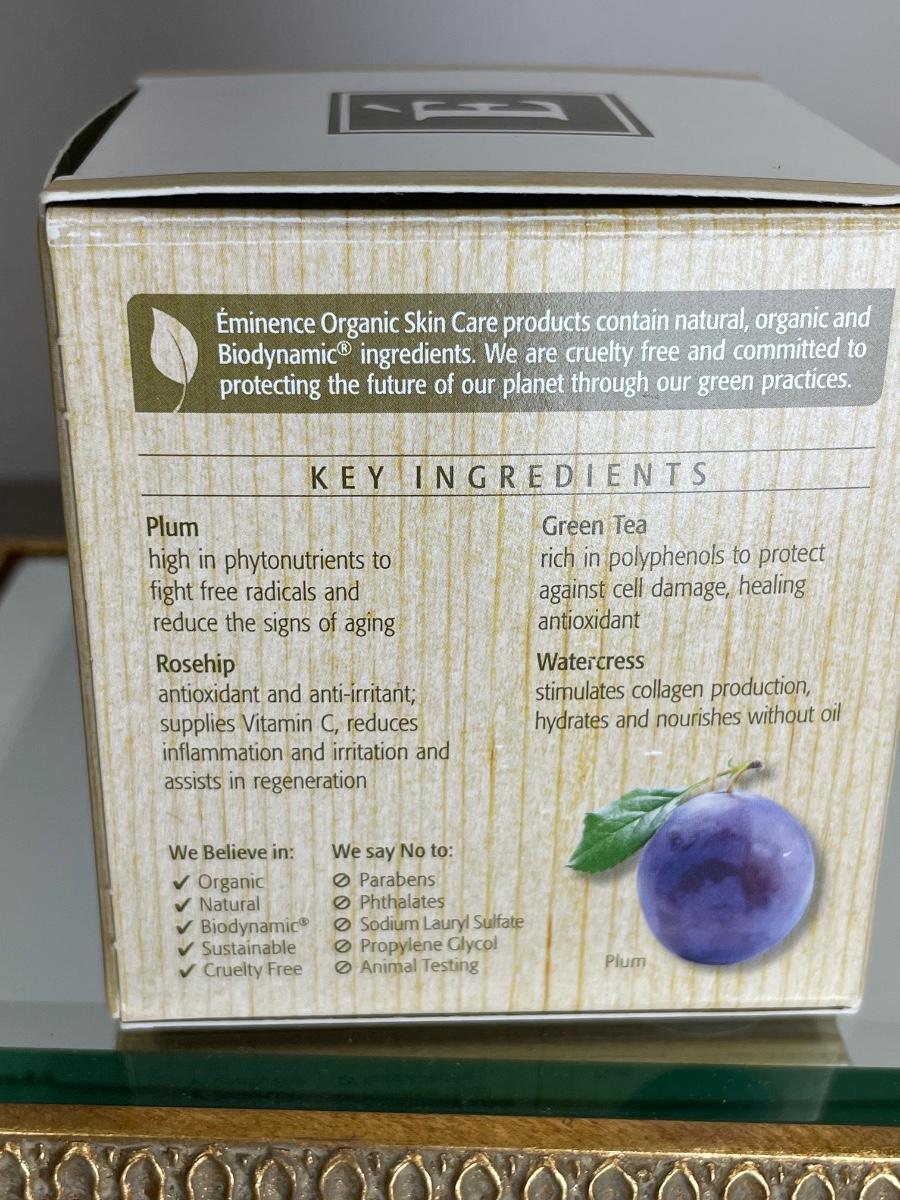 É
Éminence Organic Skin Care products contain natural, organic and
Biodynamic® ingredients. We are cruelty free and committed to
protecting the future of our planet through our green practices.
KEY INGREDIENTS
Plum
high in phytonutrients to
fight free radicals and
reduce the signs of aging
Rosehip
antioxidant and anti-irritant;
supplies Vitamin C, reduces
inflammation and irritation and
assists in regeneration
Green Tea
rich in polyphenols to protect
against cell damage, healing
antioxidant
Watercress
stimulates collagen production,
hydrates and nourishes without oil
We Believe in:
✓ Organic
✓ Natural
✓ Biodynamic®
✓ Sustainable
✓ Cruelty Free
We say No to:
⊘ Parabens
⊘ Phthalates
⊘ Sodium Lauryl Sulfate
⊘ Propylene Glycol
⊘ Animal Testing
Plum